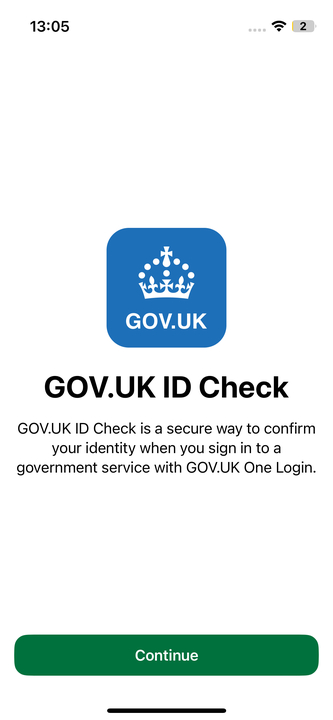 13:05
2
GOV.UK
GOV.UK ID Check
GOV.UK ID Check is a secure way to confirm
your identity when you sign in to a
government service with GOV.UK One Login.
Continue